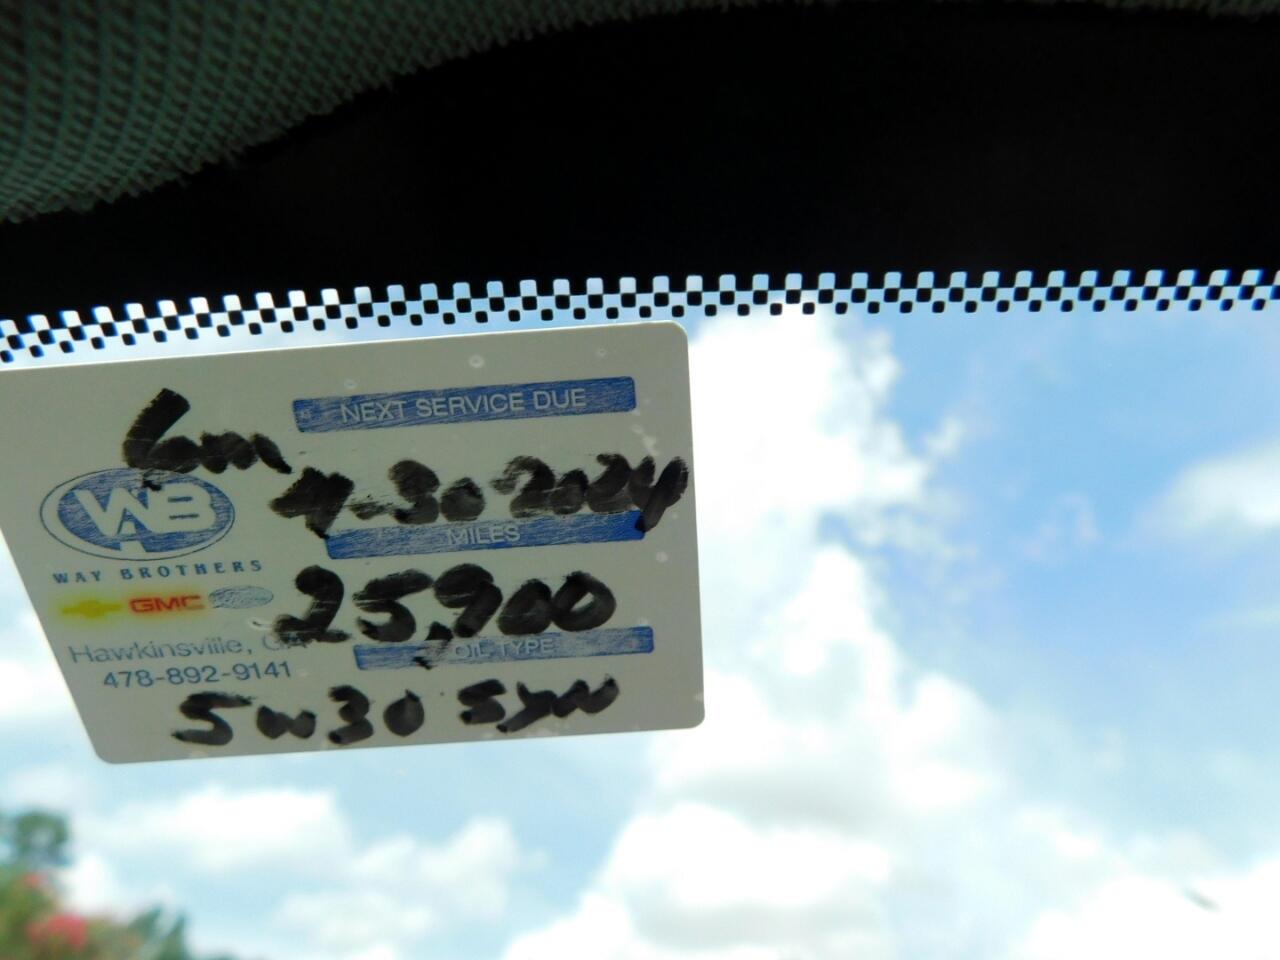 6m
NEXT SERVICE DUE
4-30 2024
WB
WAY BROTHERS
MILES
25,900
GMC
Hawkinsville, GA
OIL TYPE
478-892-9141
5w30 SYN